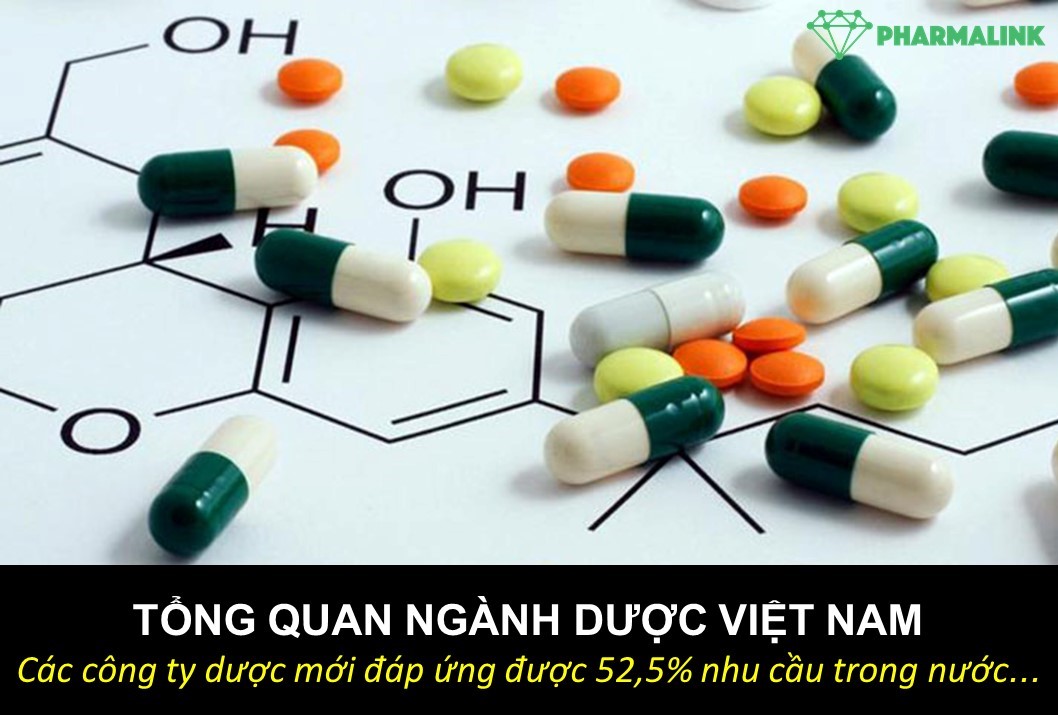 PHARMALINK
OH
OH
H
O
TỔNG QUAN NGÀNH DƯỢC VIỆT NAM
Các công ty dược mới đáp ứng được 52,5% nhu cầu trong nước...